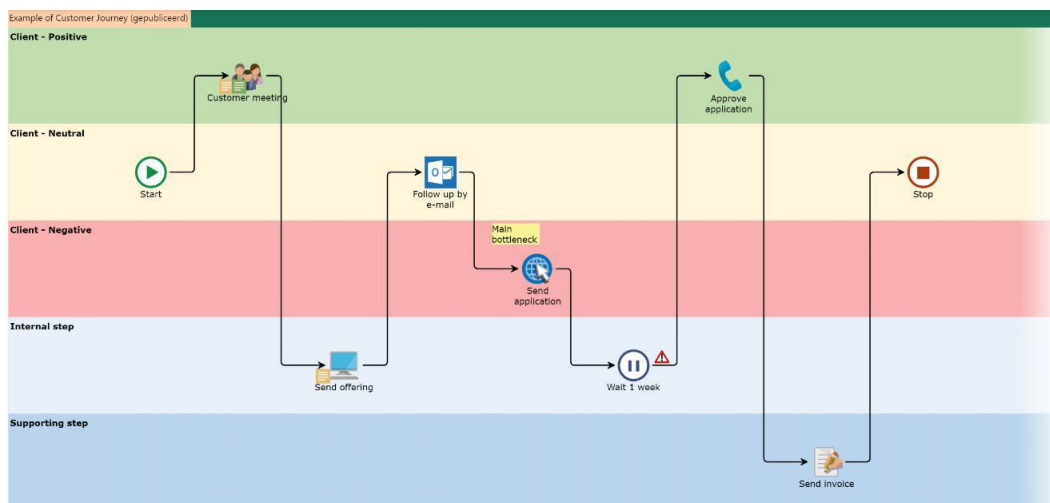 Example of Customer Journey (gepubliceerd)
Client - Positive
Customer meeting
Approve
application
Client - Neutral
Start
Follow up by
e-mail
Stop
Client - Negative
Main
bottleneck
Send
application
Internal step
Send offering
Wait 1 week
Supporting step
Send invoice